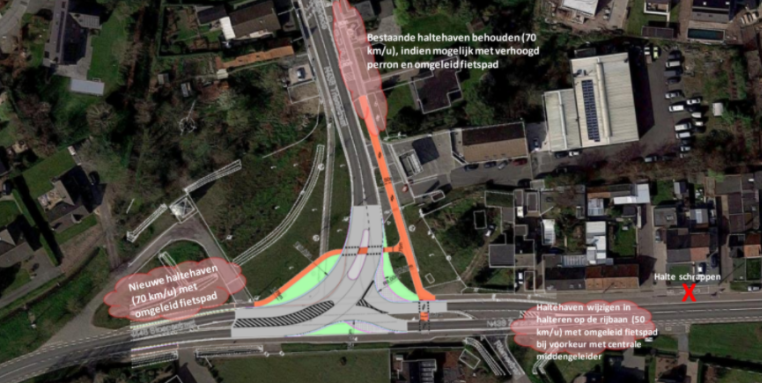 Bestaande haltehaven behouden (70
km/u), indien mogelijk met verhoogd
perron en omgeleid fietspad
Nieuwe haltehaven
(70 km/u) met
omgeleid fietspad
Halte schrappen
X
Haltehaven wijzigen in
halteren op de rijbaan (50
km/u) met omgeleid fietspad
bij voorkeur met centrale
middengeleider